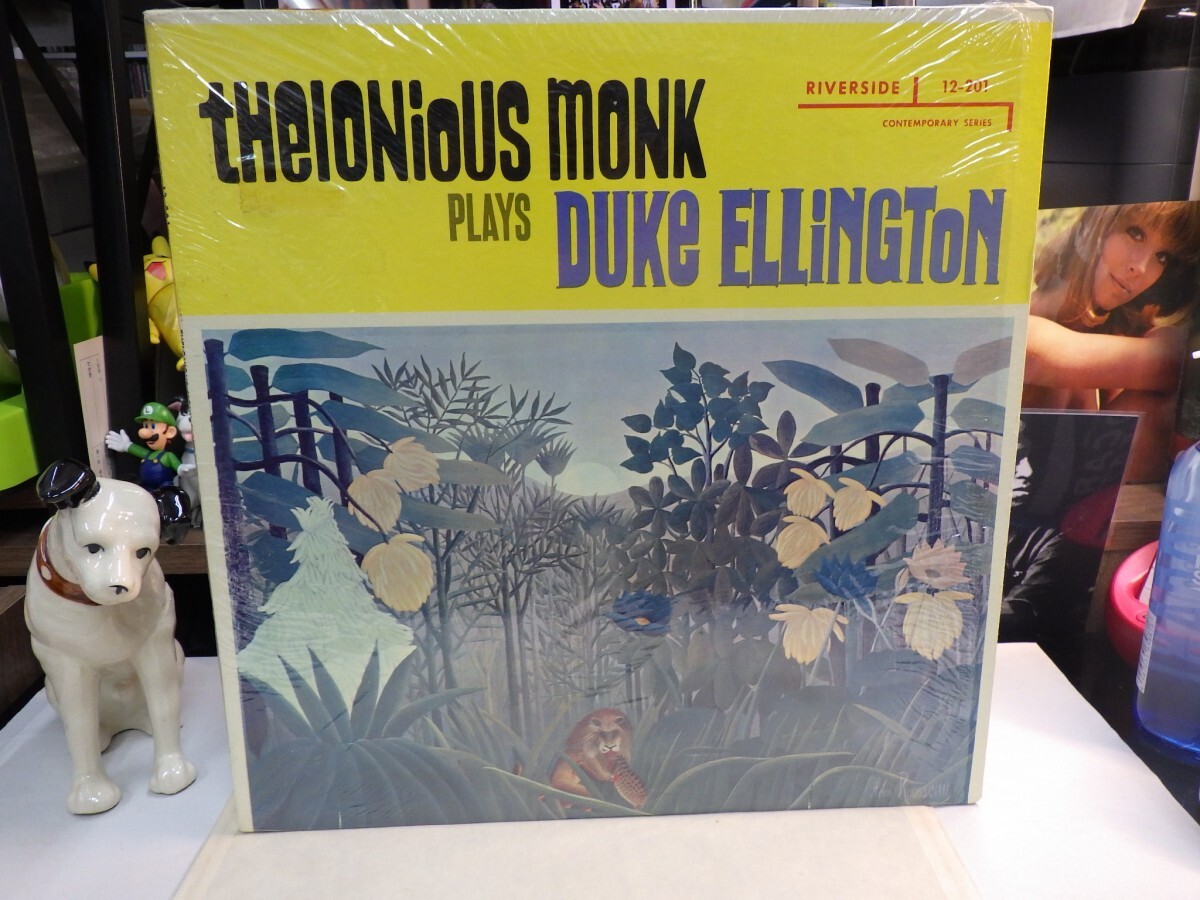 THELONIOUS MONK
PLAYS DUKE ELLINGTON
RIVERSIDE 12-201
CONTEMPORARY SERIES